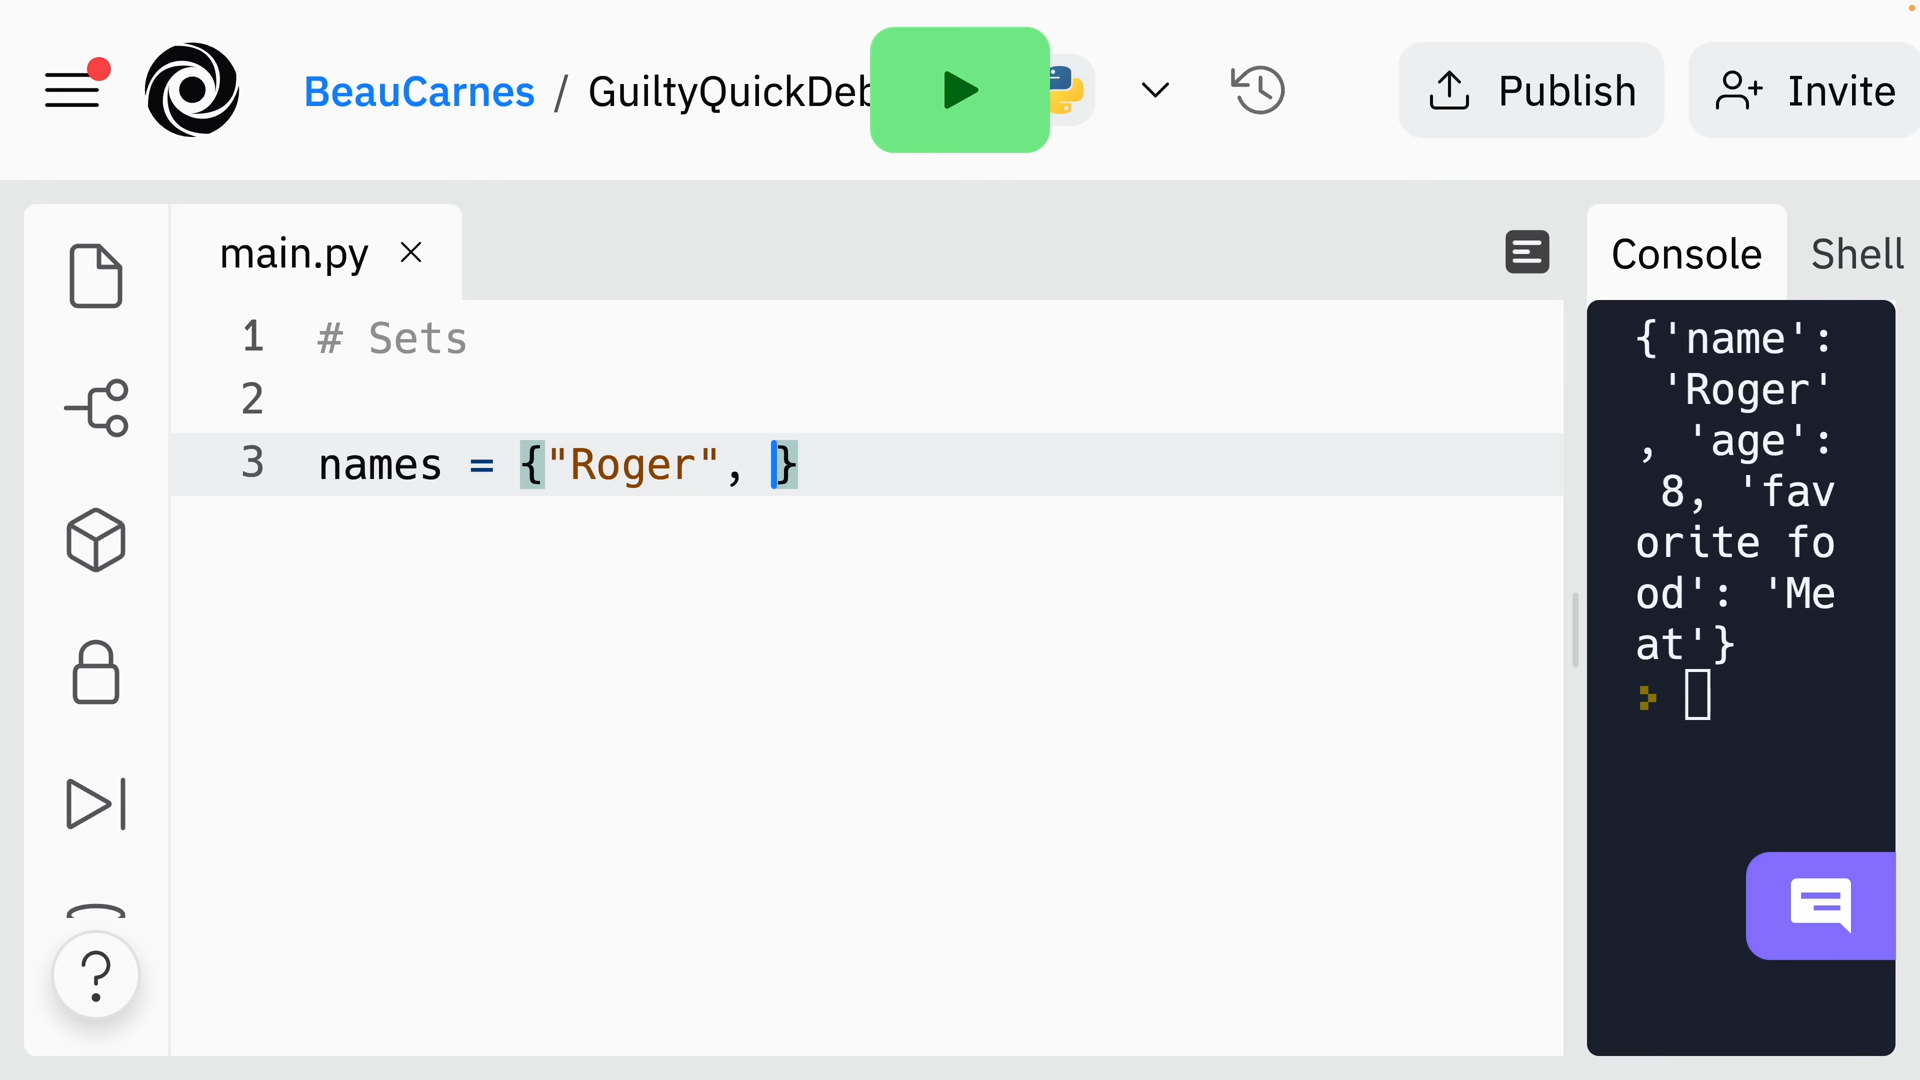 BeauCarnes / GuiltyQuickDeb
Publish
Invite
main.py
Console
Shell
1 # Sets
2
3 names = {"Roger", }
{'name':
'Roger'
, 'age':
8, 'fav
orite fo
od': 'Me
at'}
?